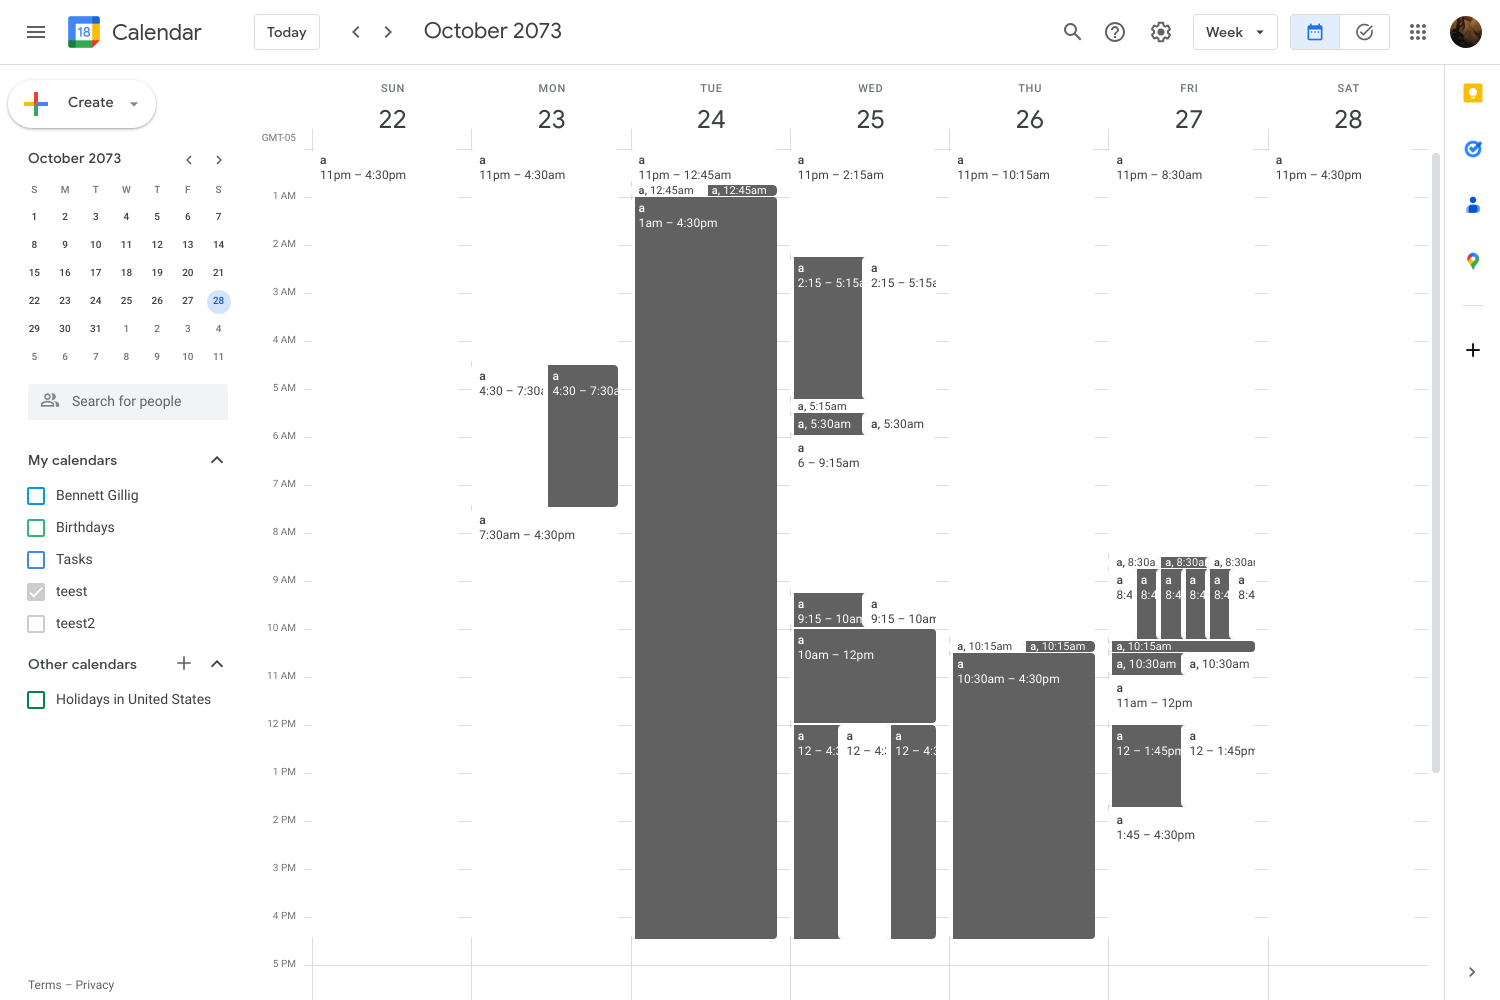 18 Calendar Today October 2073 Week
Create
October 2073
S M T W T F S
1 2 3 4 5 6 7
8 9 10 11 12 13 14
15 16 17 18 19 20 21
22 23 24 25 26 27 28
29 30 31 1 2 3 4
5 6 7 8 9 10 11
Search for people
My calendars
Bennett Gillig
Birthdays
Tasks
teest
teest2
Other calendars
Holidays in United States
Terms – Privacy
SUN MON TUE WED THU FRI SAT
22 23 24 25 26 27 28
GMT-05
1 AM
2 AM
3 AM
4 AM
5 AM
6 AM
7 AM
8 AM
9 AM
10 AM
11 AM
12 PM
1 PM
2 PM
3 PM
4 PM
5 PM
a
11pm – 4:30pm
a
11pm – 4:30am
a
4:30 – 7:30a
a
4:30 – 7:30a
a
7:30am – 4:30pm
a
11pm – 12:45am
a, 12:45am
a, 12:45am
a
1am – 4:30pm
a
11pm – 2:15am
a
2:15 – 5:15a
a
2:15 – 5:15a
a, 5:15am
a, 5:30am
a, 5:30am
a
6 – 9:15am
a
9:15 – 10am
a
9:15 – 10am
a
10am – 12pm
a
12 – 4:3
a
12 – 4:
a
12 – 4:3
a
11pm – 10:15am
a, 10:15am
a, 10:15am
a
10:30am – 4:30pm
a
11pm – 8:30am
a, 8:30a
a, 8:30a
a, 8:30a
a
8:4
a
8:4
a
8:4
a
8:4
a
8:4
a
8:4
a, 10:15am
a, 10:30am
a, 10:30am
a
11am – 12pm
a
12 – 1:45pm
a
12 – 1:45pm
a
1:45 – 4:30pm
a
11pm – 4:30pm